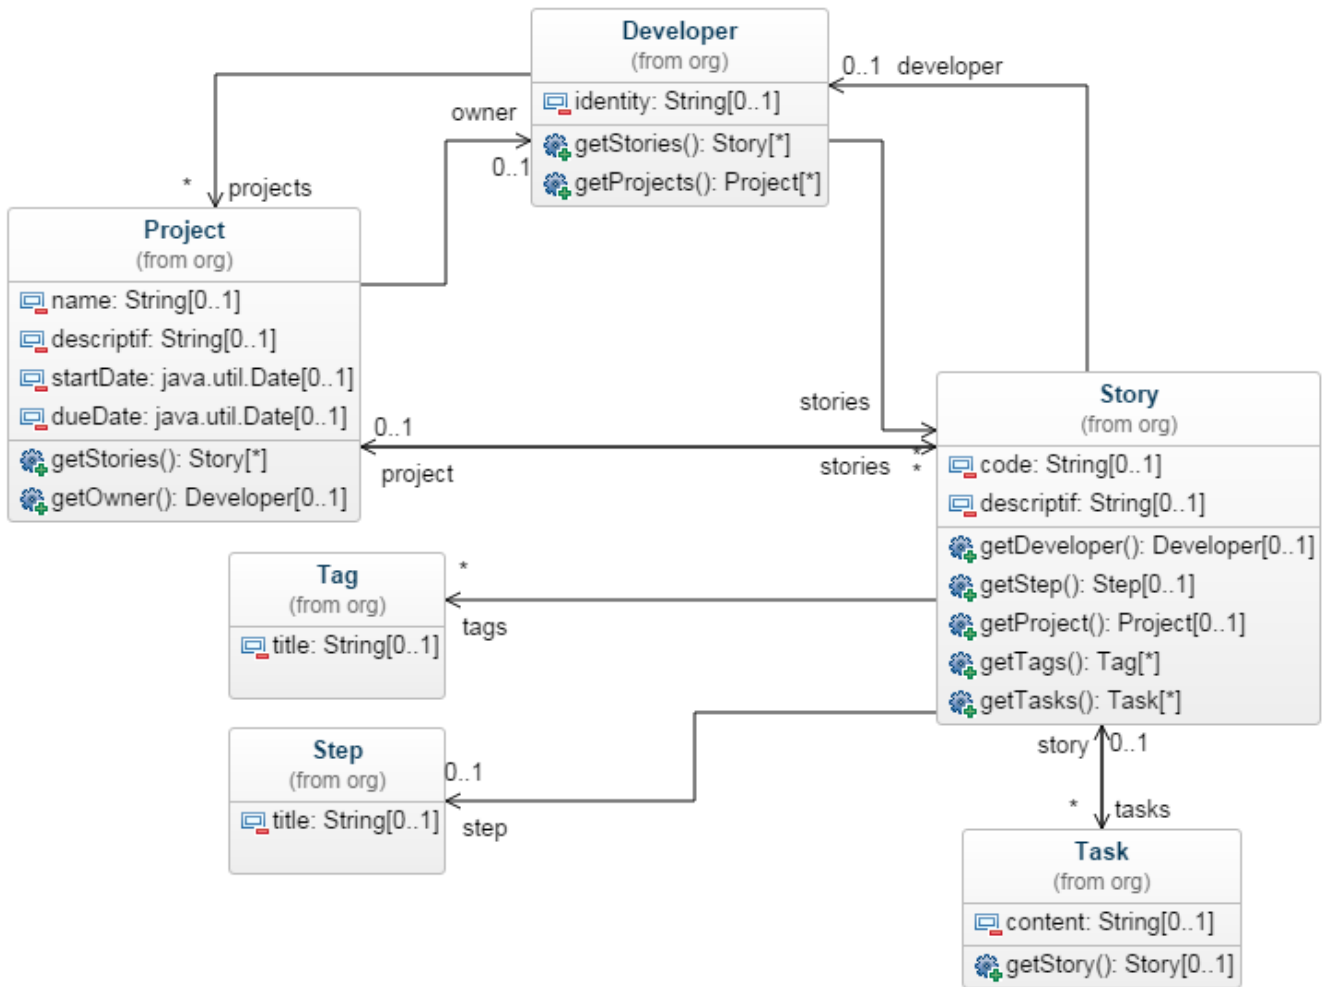 Developer
(from org)
identity: String[0..1]
getStories(): Story[*]
getProjects(): Project[*]
0..1 developer
owner
0..1
* projects
Project
(from org)
name: String[0..1]
descriptif: String[0..1]
startDate: java.util.Date[0..1]
dueDate: java.util.Date[0..1]
getStories(): Story[*]
getOwner(): Developer[0..1]
0..1
project
stories
*
stories
*
Story
(from org)
code: String[0..1]
descriptif: String[0..1]
getDeveloper(): Developer[0..1]
getStep(): Step[0..1]
getProject(): Project[0..1]
getTags(): Tag[*]
getTasks(): Task[*]
Tag
(from org)
title: String[0..1]
*
tags
Step
(from org)
title: String[0..1]
0..1
step
story 0..1
* tasks
Task
(from org)
content: String[0..1]
getStory(): Story[0..1]